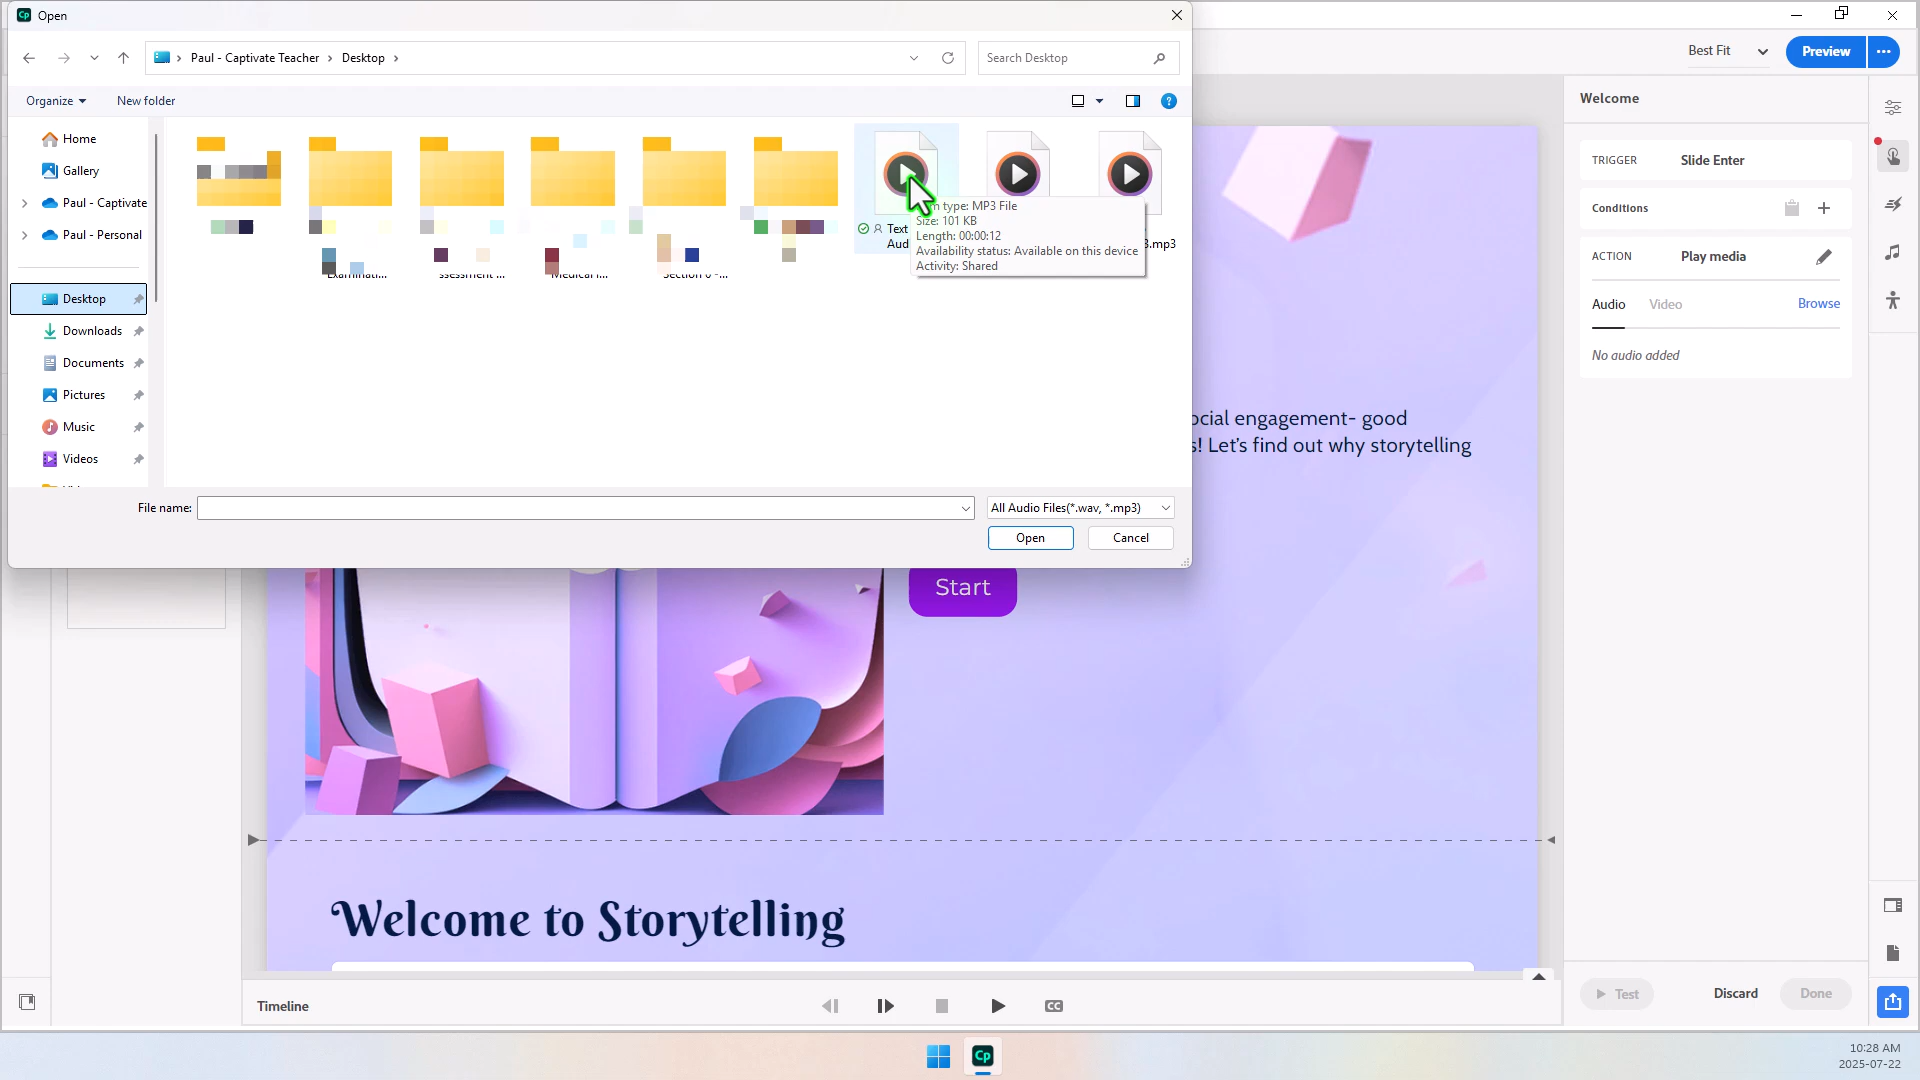 Open
Paul - Captivate Teacher
Desktop
Search Desktop
Organize
New folder
Home
Gallery
Paul - Captivate
Paul - Personal
Desktop
Downloads
Documents
Pictures
Music
Videos
Text
Aud
type: MP3 File
Size: 101 KB
Length: 00:00:12
Availability status: Available on this device
Activity: Shared
3.mp3
File name:
All Audio Files(*.wav, *.mp3)
Open
Cancel
Best Fit
Preview
Welcome
TRIGGER
Slide Enter
Conditions
ACTION
Play media
Audio
Video
Browse
No audio added
ocial engagement- good
s! Let's find out why storytelling
Start
Welcome to Storytelling
Timeline
CC
Test
Discard
Done
Cp
10:28 AM
2025-07-22